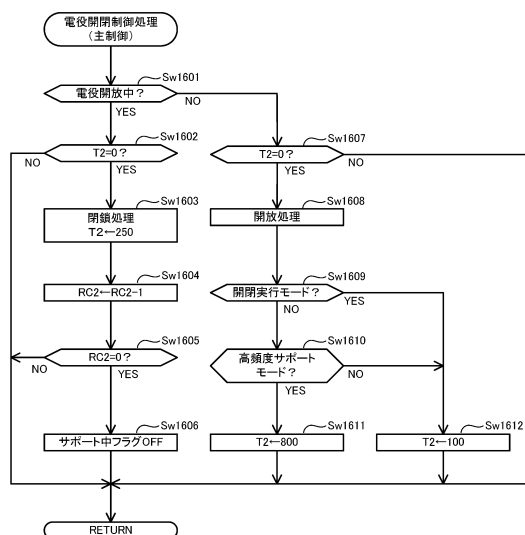 電役開閉制御処理
(主制御)
Sw1601
電役開放中？
YES
NO
Sw1602
T2=0？
NO
YES
Sw1603
閉鎖処理
T2←250
Sw1604
RC2←RC2-1
Sw1605
RC2=0？
NO
YES
Sw1606
サポート中フラグOFF
Sw1607
T2=0？
NO
YES
Sw1608
開放処理
Sw1609
開閉実行モード？
YES
NO
Sw1610
高頻度サポート
モード？
NO
YES
Sw1611
T2←800
Sw1612
T2←100
RETURN